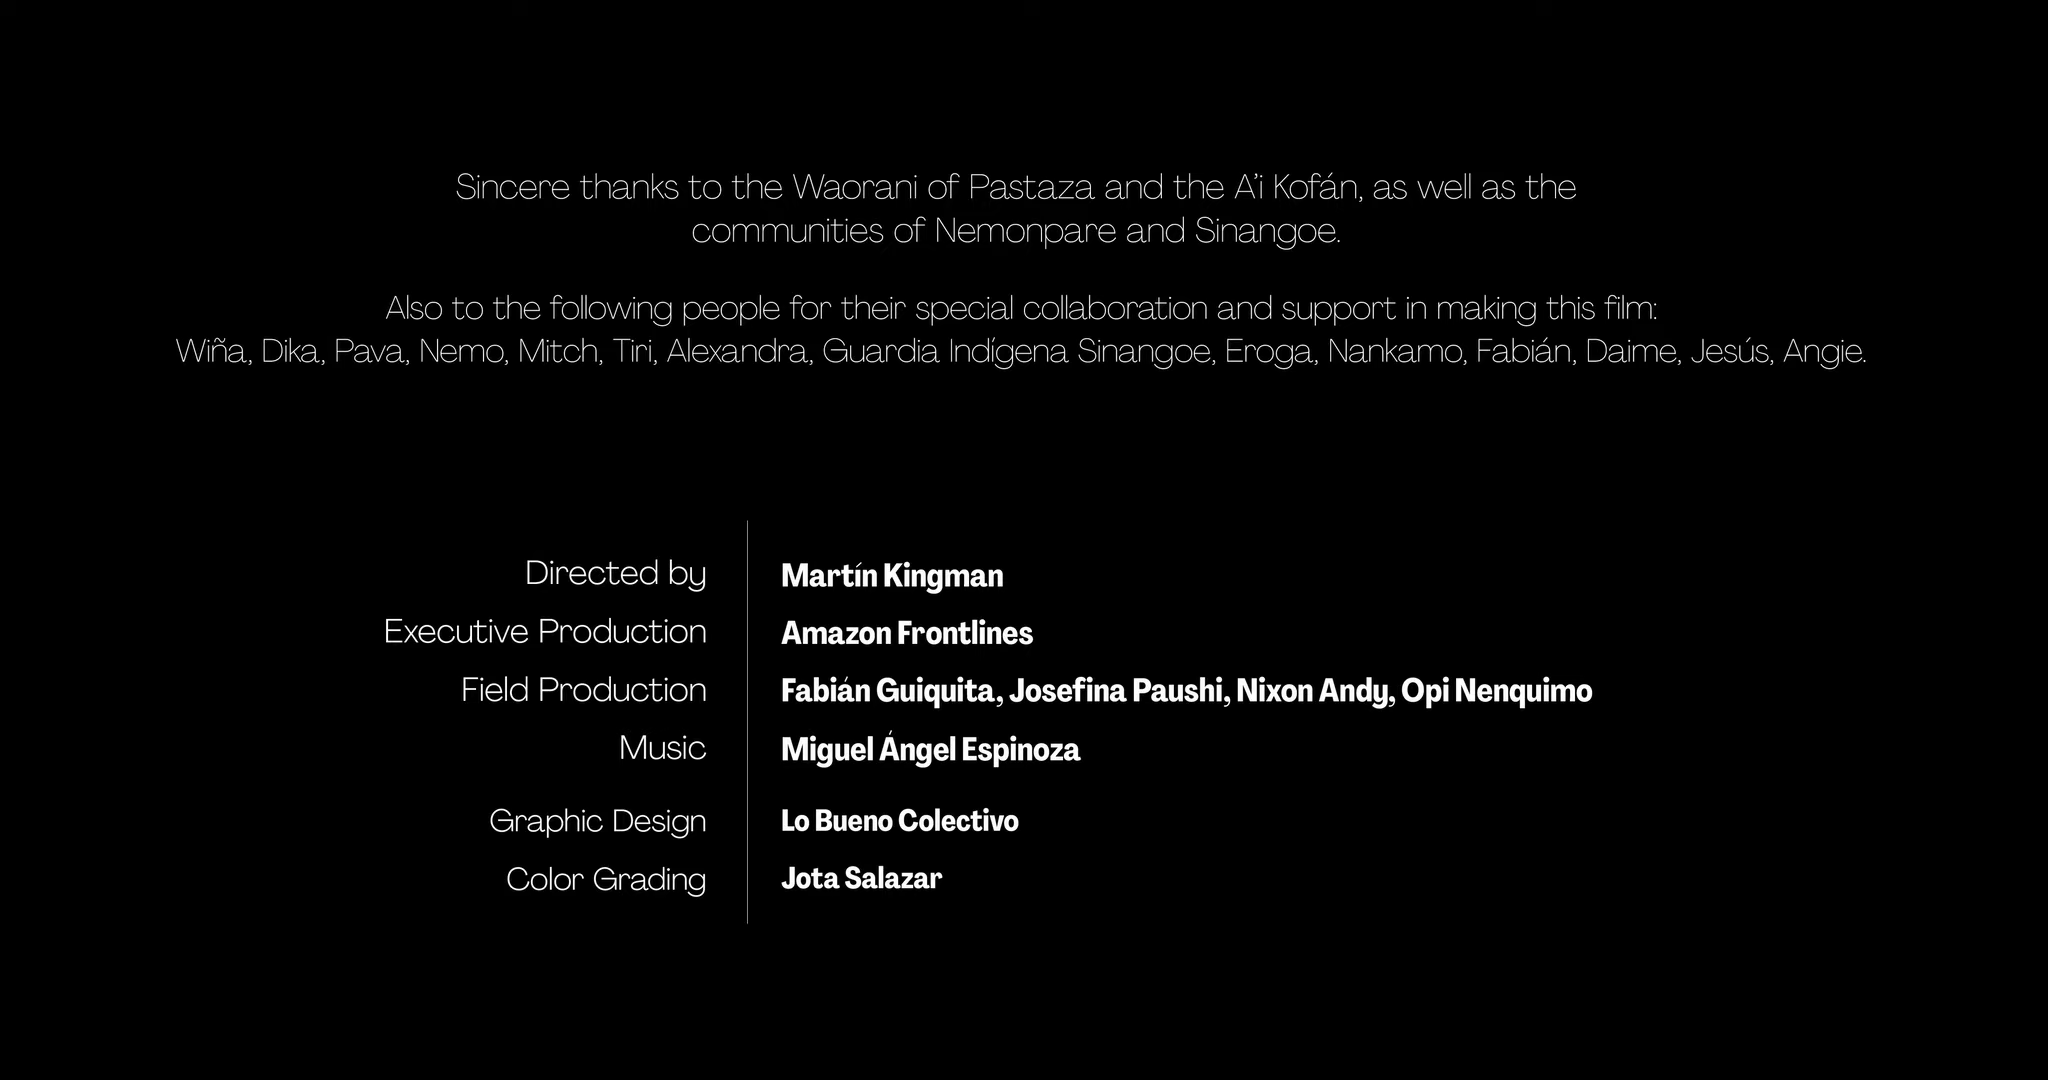 Sincere thanks to the Waorani of Pastaza and the A’i Kofán, as well as the
communities of Nemonpare and Sinangoe.
Also to the following people for their special collaboration and support in making this film:
Wiña, Dika, Pava, Nemo, Mitch, Tiri, Alexandra, Guardia Indígena Sinangoe, Eroga, Nankamo, Fabián, Daime, Jesús, Angie.
Directed by Martín Kingman
Executive Production Amazon Frontlines
Field Production Fabián Guiquita, Josefina Paushi, Nixon Andy, Opi Nenquimo
Music Miguel Ángel Espinoza
Graphic Design Lo Bueno Colectivo
Color Grading Jota Salazar